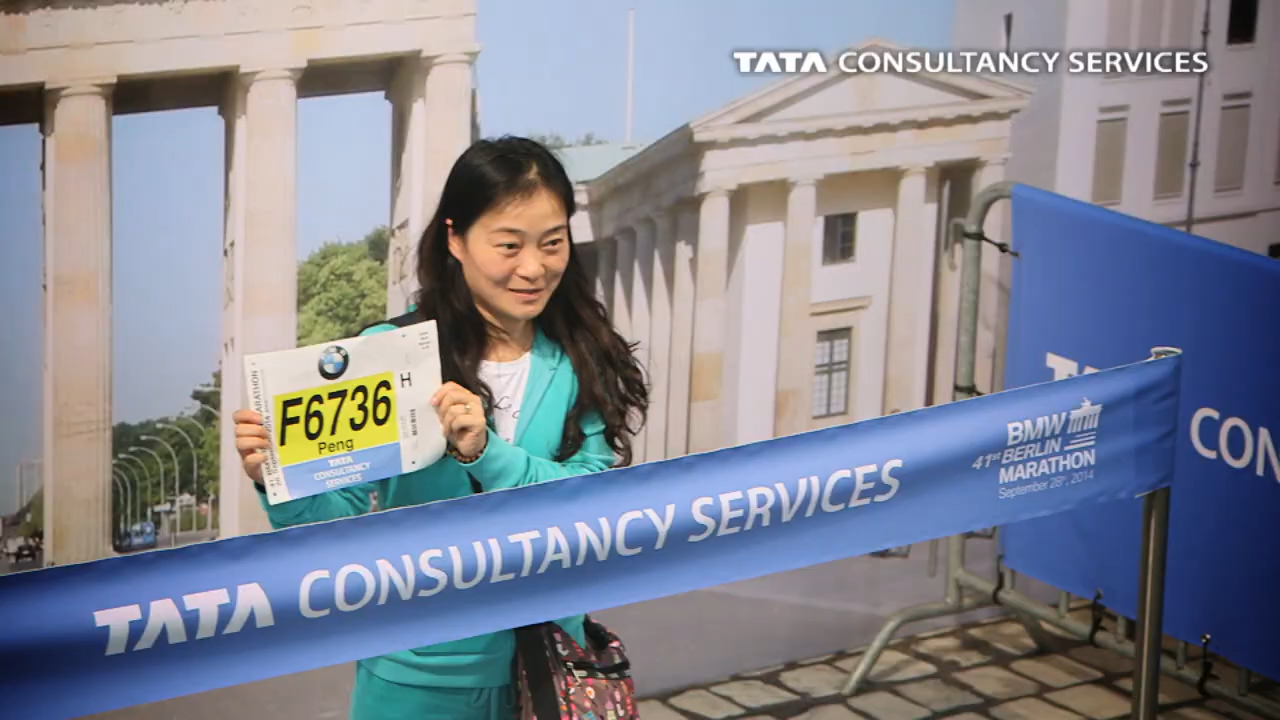 TATA CONSULTANCY SERVICES
F6736
H
Peng
TATA
CONSULTANCY
SERVICES
TATA CONSULTANCY SERVICES
BMW
41st BERLIN
MARATHON
September 28th, 2014
CON